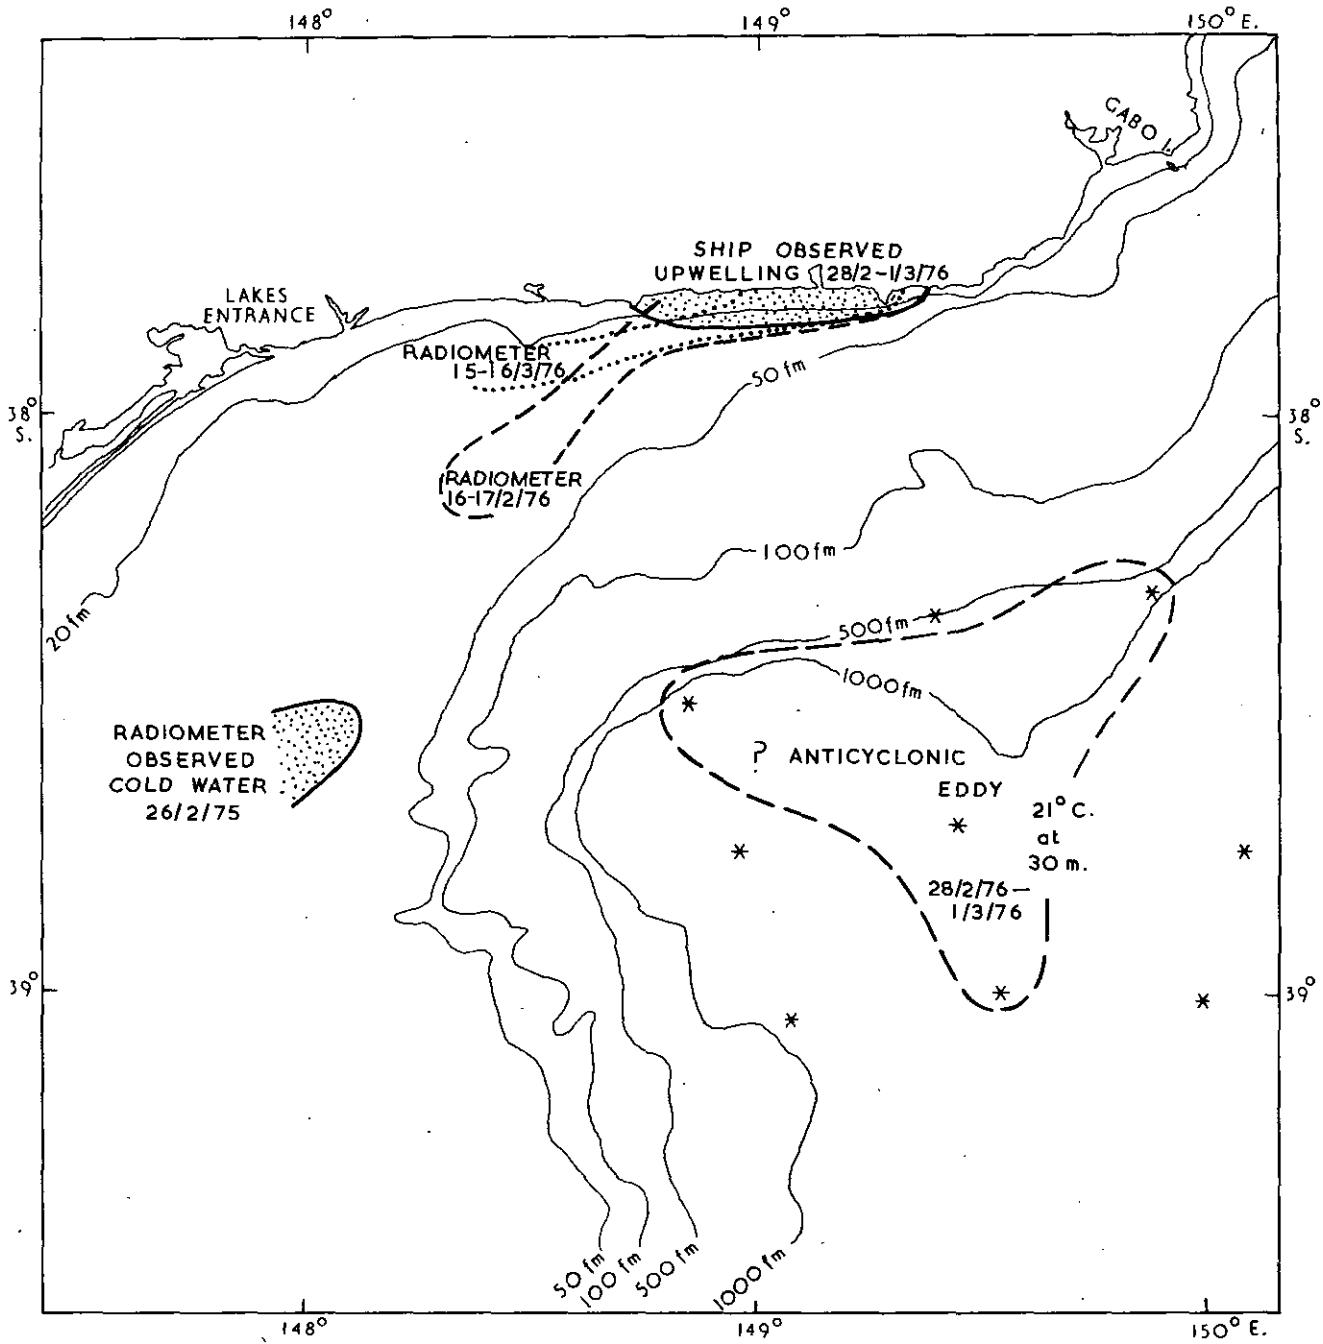 148°
149°
150° E.
GABO I.
SHIP OBSERVED
UPWELLING 28/2-1/3/76
LAKES
ENTRANCE
RADIOMETER
15-16/3/76
50 fm
38°
S.
38°
S.
RADIOMETER
16-17/2/76
100 fm
20 fm
500 fm
1000 fm
RADIOMETER
OBSERVED
COLD WATER
26/2/75
? ANTICYCLONIC
EDDY
21° C.
at
30 m.
28/2/76-
1/3/76
39°
39°
50 fm
100 fm
500 fm
1000 fm
148°
149°
150° E.